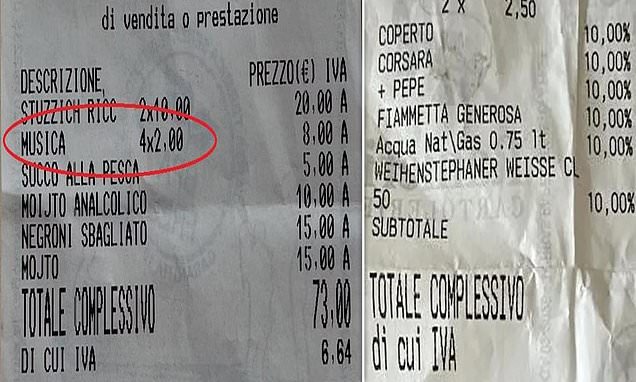 di vendita o prestazione
DESCRIZIONE PREZZO(€) IVA
STUZZICH RICC 2x10.00 20.00 A
MUSICA 4x2.00 8.00 A
SUCCO ALLA PESCA 5.00 A
MOIJTO ANALCOLICO 10.00 A
NEGRONI SBAGLIATO 15.00 A
MOJTO 15.00 A
TOTALE COMPLESSIVO 73.00
DI CUI IVA 6,64
2 x 2,50
COPERTO 10,00%
CORSARA 10,00%
+ PEPE 10,00%
FIAMMETTA GENEROSA 10,00%
Acqua Nat\Gas 0.75 lt 10,00%
WEIHENSTEPHANER WEISSE CL
50 10,00%
SUBTOTALE
TOTALE COMPLESSIVO
di cui IVA